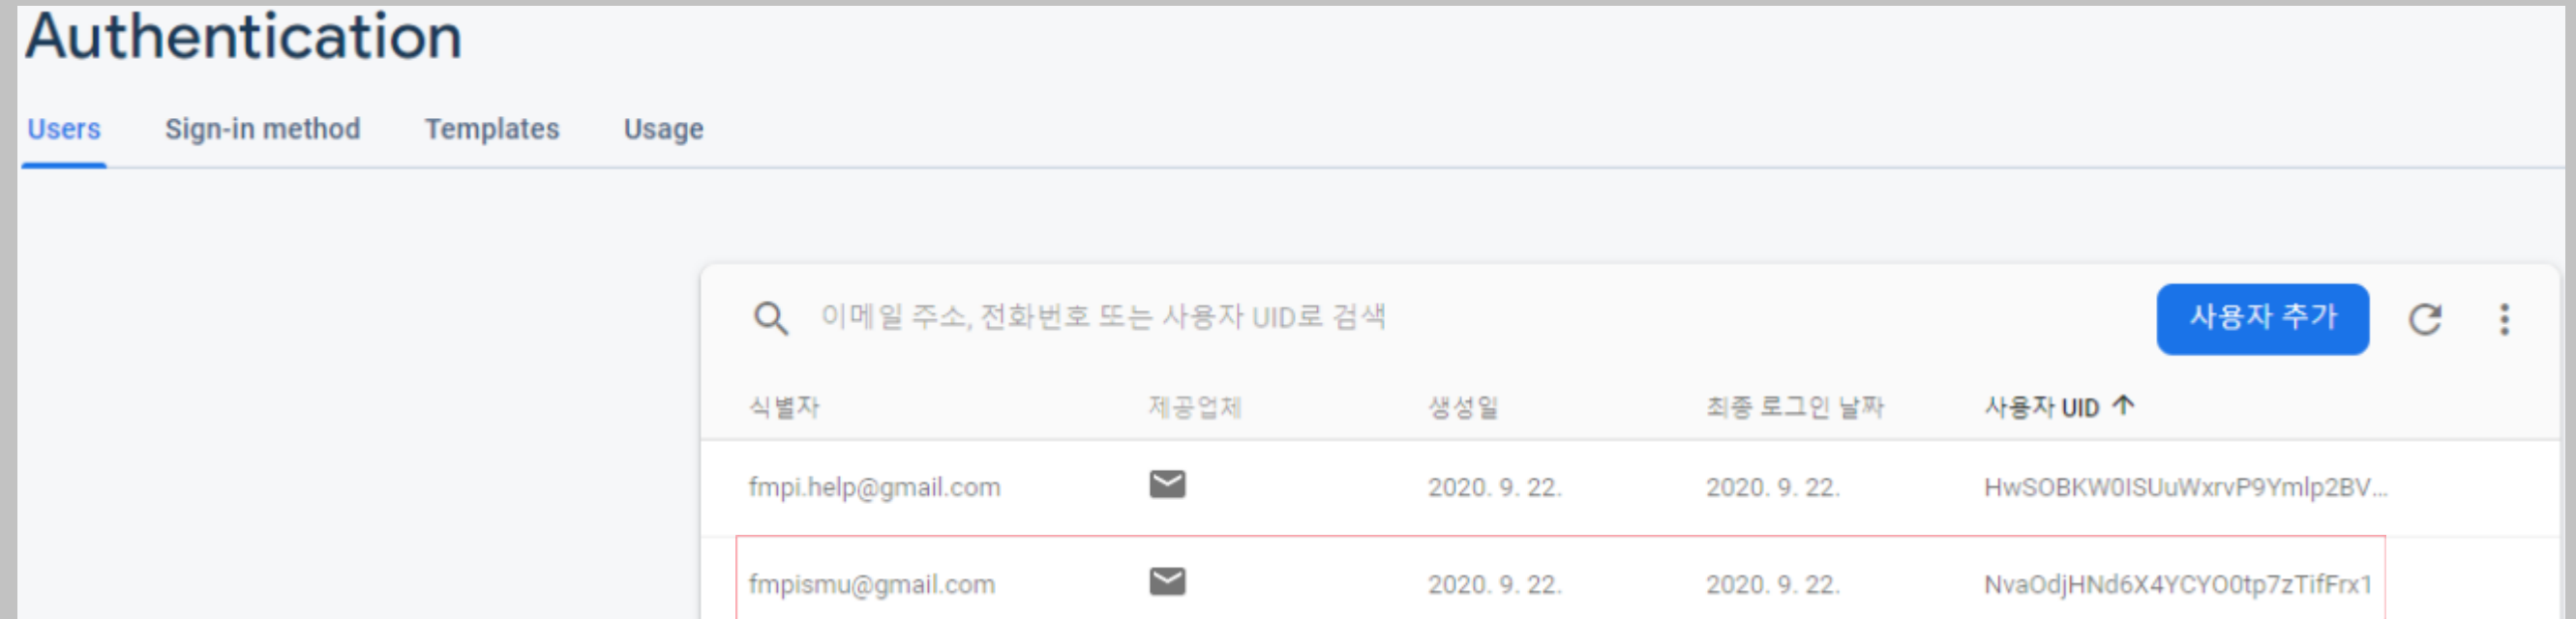 Authentication
Users Sign-in method Templates Usage
이메일 주소, 전화번호 또는 사용자 UID로 검색 사용자 추가
식별자 제공업체 생성일 최종 로그인 날짜 사용자 UID ↑
fmpi.help@gmail.com 2020. 9. 22. 2020. 9. 22. HwSOBKW0ISUuWxrvP9Ymlp2BV...
fmpismu@gmail.com 2020. 9. 22. 2020. 9. 22. NvaOdjHNd6X4YCYO0tp7zTifFrx1